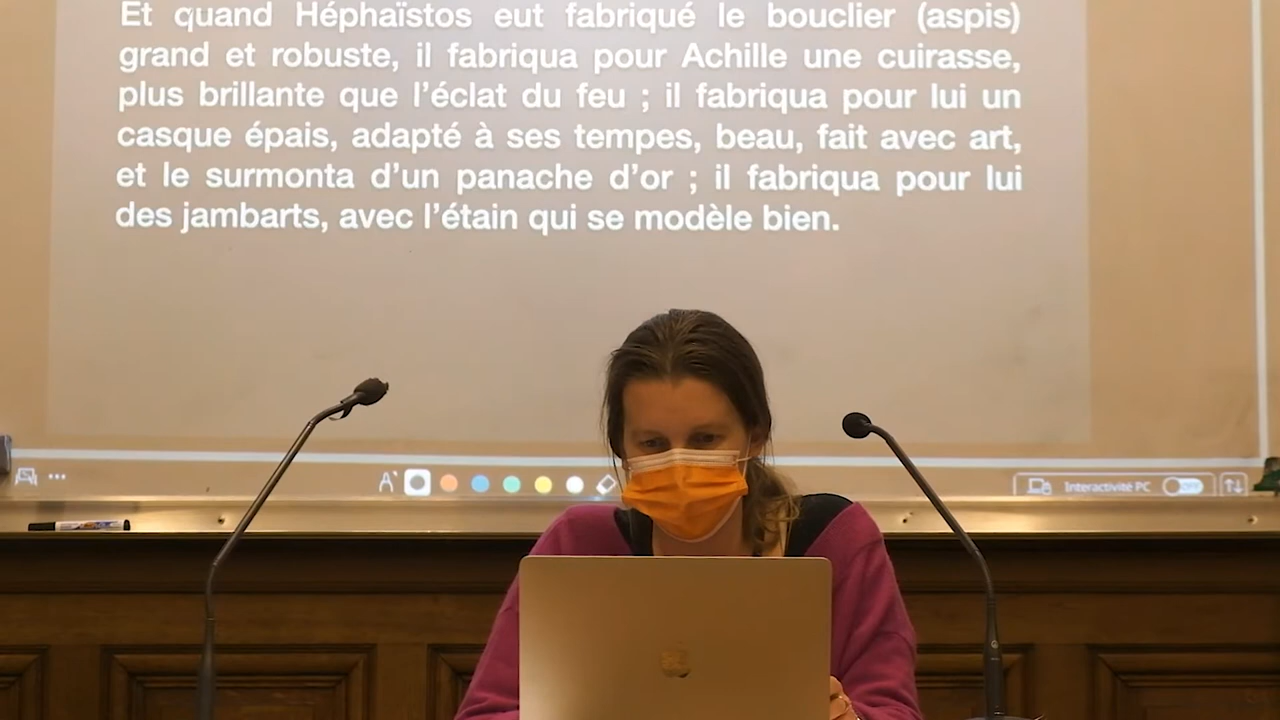 Et quand Héphaïstos eut fabriqué le bouclier (aspis)
grand et robuste, il fabriqua pour Achille une cuirasse,
plus brillante que l'éclat du feu ; il fabriqua pour lui un
casque épais, adapté à ses tempes, beau, fait avec art,
et le surmonta d'un panache d'or ; il fabriqua pour lui
des jambarts, avec l'étain qui se modèle bien.
Interactivité PC